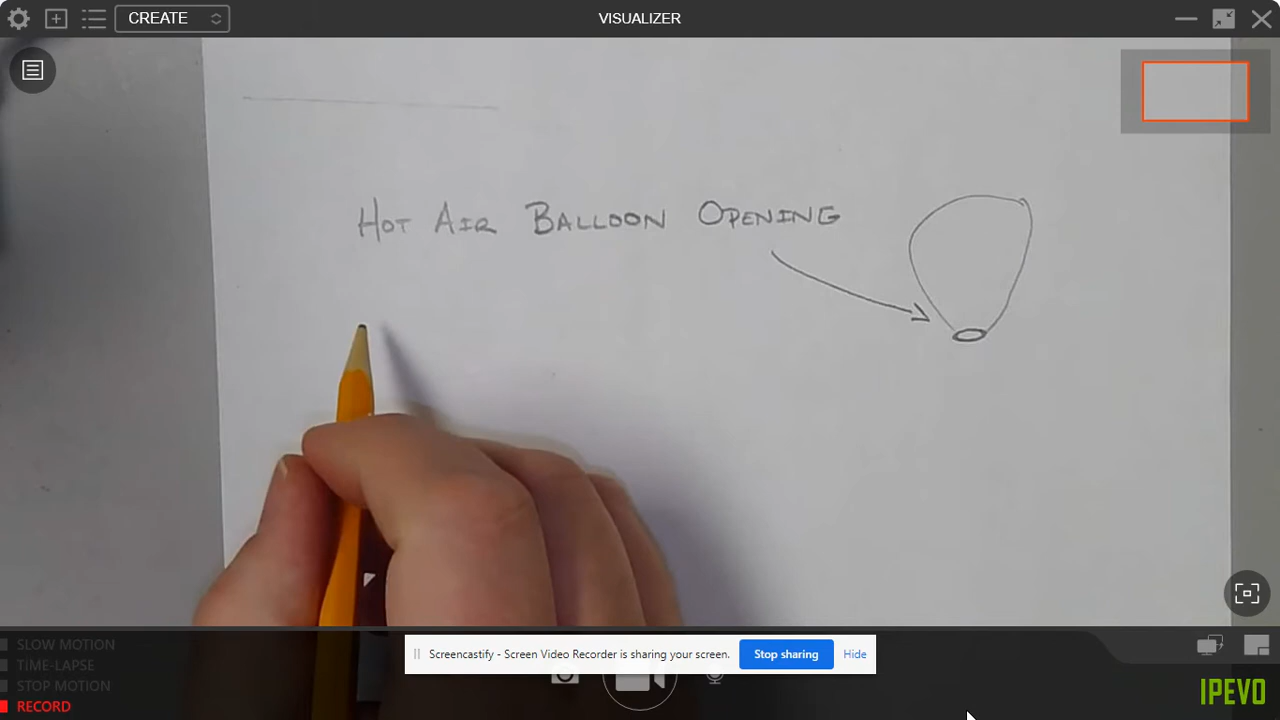 CREATE
VISUALIZER
HOT AIR BALLOON OPENING
SLOW MOTION
TIME-LAPSE
STOP MOTION
RECORD
Screencastify - Screen Video Recorder is sharing your screen.
Stop sharing
Hide
IPEVO